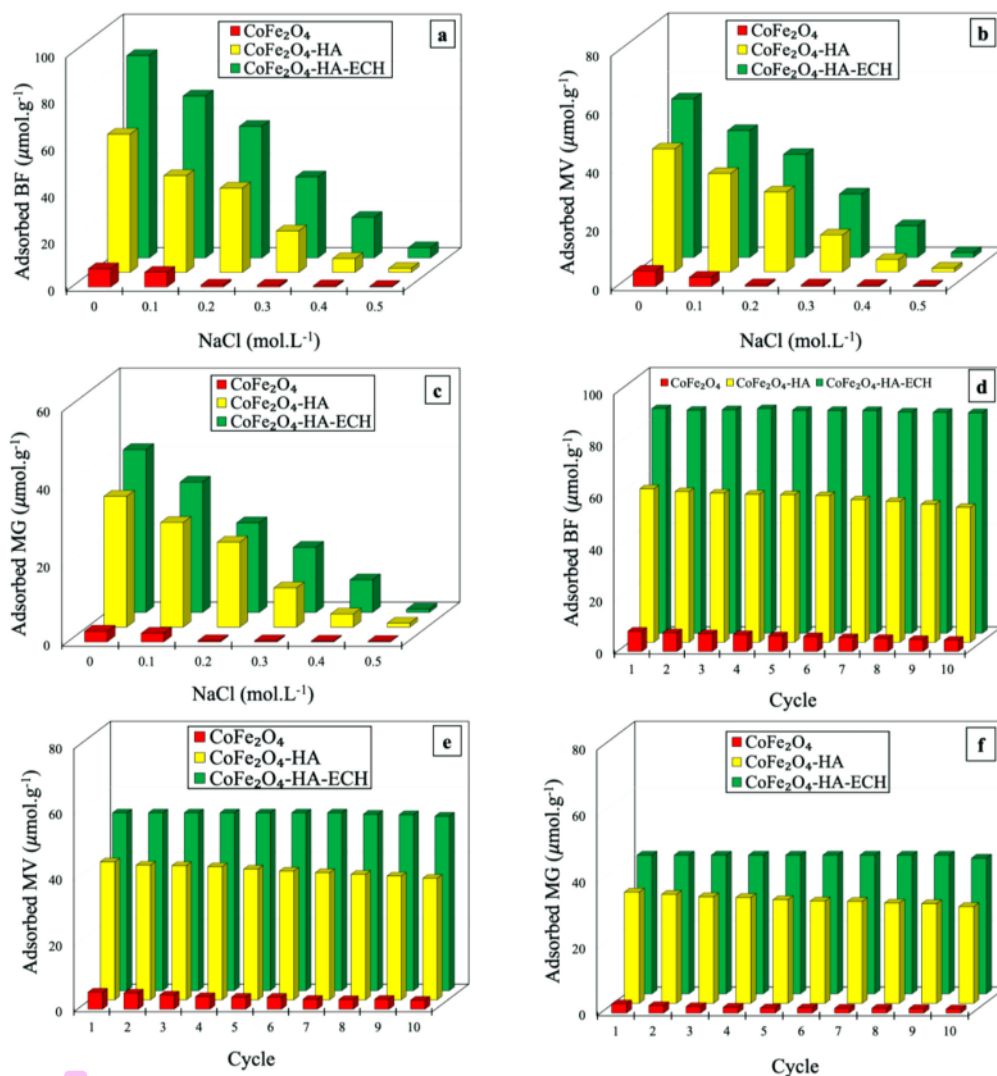 a
CoFe₂O₄
CoFe₂O₄-HA
CoFe₂O₄-HA-ECH
Adsorbed BF (µmol.g⁻¹)
100
80
60
40
20
0
0 0.1 0.2 0.3 0.4 0.5
NaCl (mol.L⁻¹)
b
CoFe₂O₄
CoFe₂O₄-HA
CoFe₂O₄-HA-ECH
Adsorbed MV (µmol.g⁻¹)
80
60
40
20
0
0 0.1 0.2 0.3 0.4 0.5
NaCl (mol.L⁻¹)
c
CoFe₂O₄
CoFe₂O₄-HA
CoFe₂O₄-HA-ECH
Adsorbed MG (µmol.g⁻¹)
60
40
20
0
0 0.1 0.2 0.3 0.4 0.5
NaCl (mol.L⁻¹)
d
CoFe₂O₄ CoFe₂O₄-HA CoFe₂O₄-HA-ECH
Adsorbed BF (µmol.g⁻¹)
100
80
60
40
20
0
1 2 3 4 5 6 7 8 9 10
Cycle
e
CoFe₂O₄
CoFe₂O₄-HA
CoFe₂O₄-HA-ECH
Adsorbed MV (µmol.g⁻¹)
80
60
40
20
0
1 2 3 4 5 6 7 8 9 10
Cycle
f
CoFe₂O₄
CoFe₂O₄-HA
CoFe₂O₄-HA-ECH
Adsorbed MG (µmol.g⁻¹)
80
60
40
20
0
1 2 3 4 5 6 7 8 9 10
Cycle